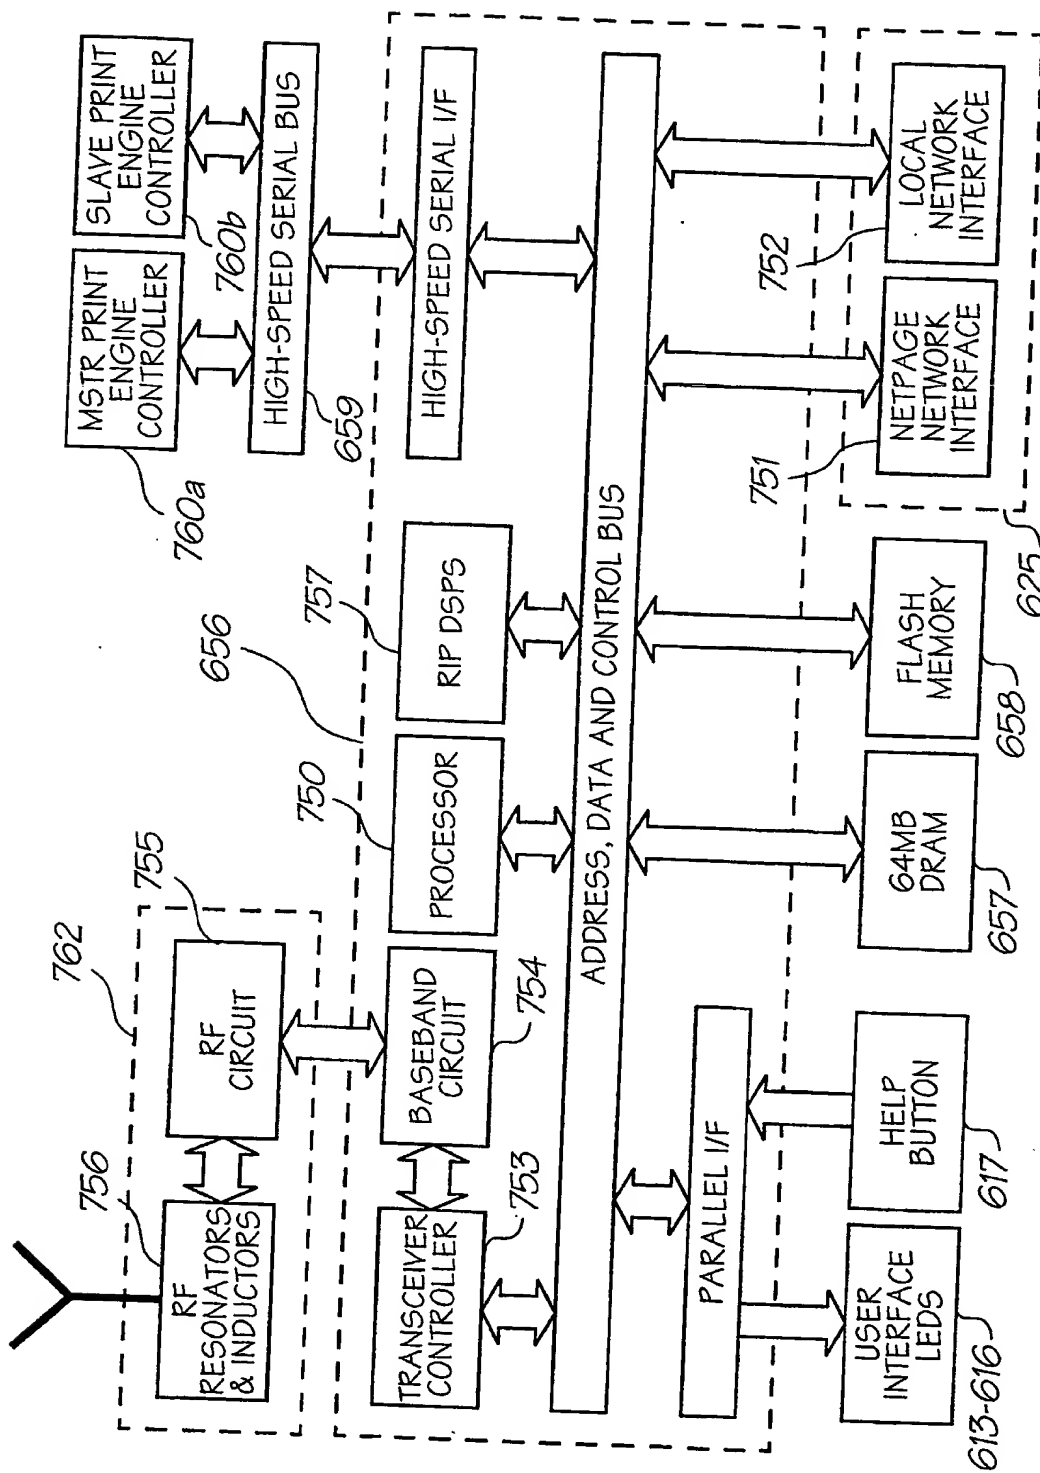 762
756
755
RF
RESONATORS
& INDUCTORS
RF
CIRCUIT
750
656
757
760a
MSTR PRINT
ENGINE
CONTROLLER
760b
SLAVE PRINT
ENGINE
CONTROLLER
659
HIGH-SPEED SERIAL BUS
TRANSCEIVER
CONTROLLER
753
BASEBAND
CIRCUIT
754
PROCESSOR
RIP DSPS
HIGH-SPEED SERIAL I/F
ADDRESS, DATA AND CONTROL BUS
PARALLEL I/F
751
752
USER
INTERFACE
LEDS
613-616
HELP
BUTTON
617
64MB
DRAM
657
FLASH
MEMORY
658
NETPAGE
NETWORK
INTERFACE
LOCAL
NETWORK
INTERFACE
625